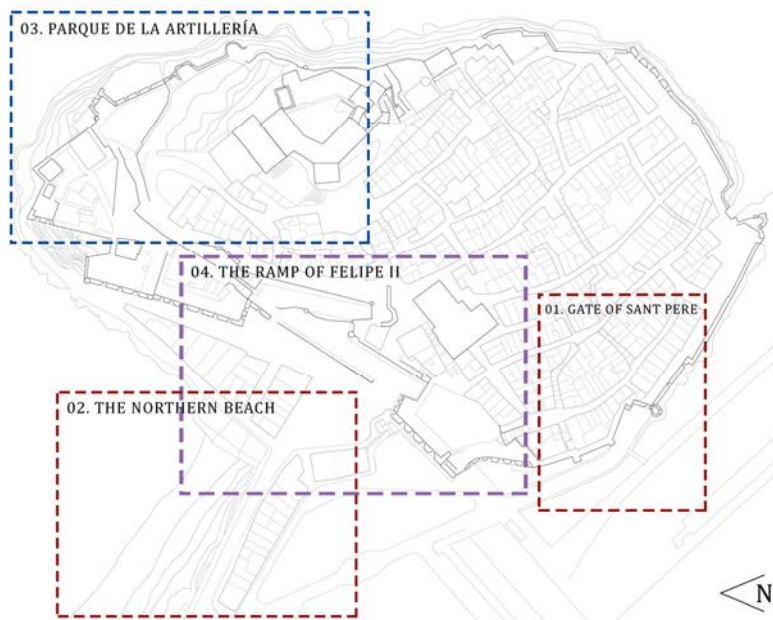 03. PARQUE DE LA ARTILLERÍA
04. THE RAMP OF FELIPE II
01. GATE OF SANT PERE
02. THE NORTHERN BEACH
N